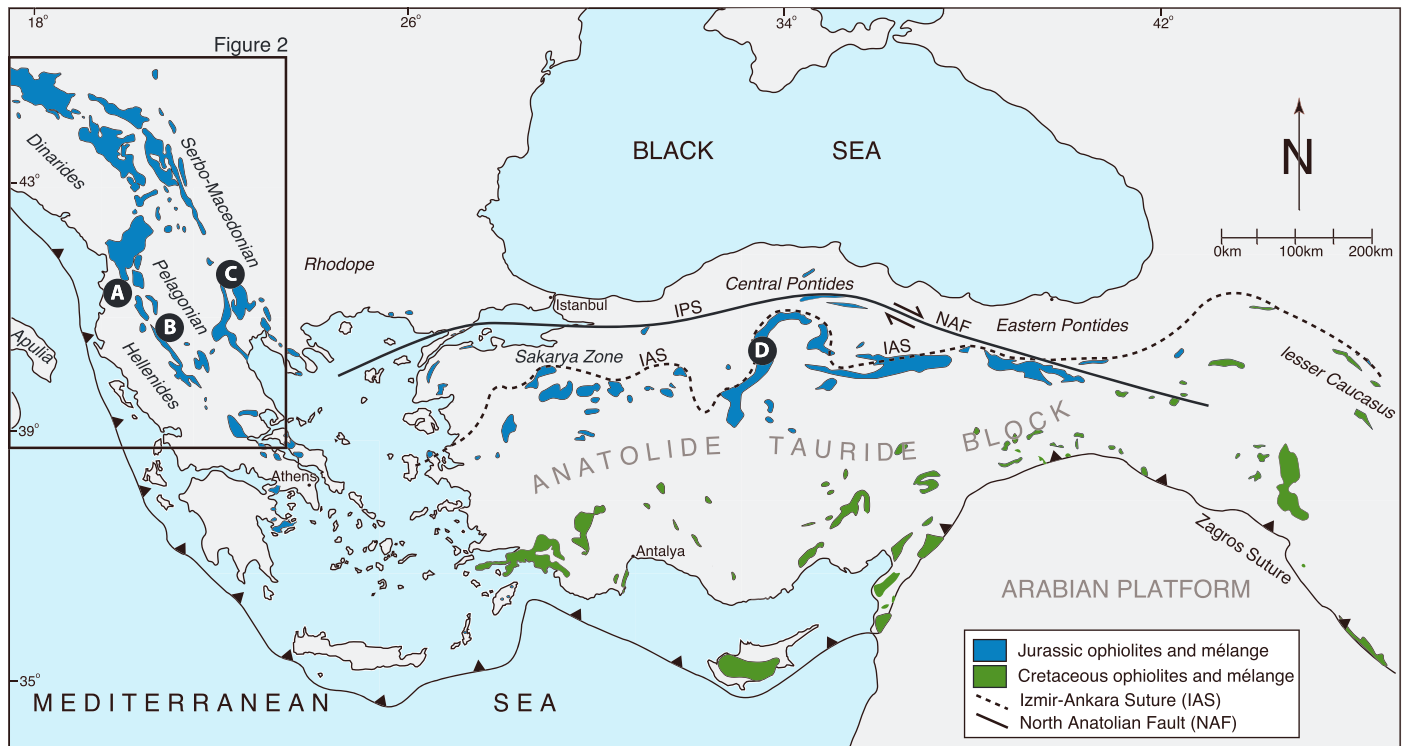 18°
26°
34°
42°
Figure 2
Dinarides
Serbo-Macedonian
BLACK SEA
N
43°
0km 100km 200km
Rhodope
A
C
Pelagonian
B
Central Pontides
Istanbul
IPS
NAF
Eastern Pontides
Apulia
Hellenides
Sakarya Zone
IAS
D
IAS
lesser Caucasus
39°
ANATOLIDE TAURIDE BLOCK
Athens
Antalya
Zagros Suture
ARABIAN PLATFORM
Jurassic ophiolites and mélange
Cretaceous ophiolites and mélange
Izmir-Ankara Suture (IAS)
North Anatolian Fault (NAF)
35°
MEDITERRANEAN SEA